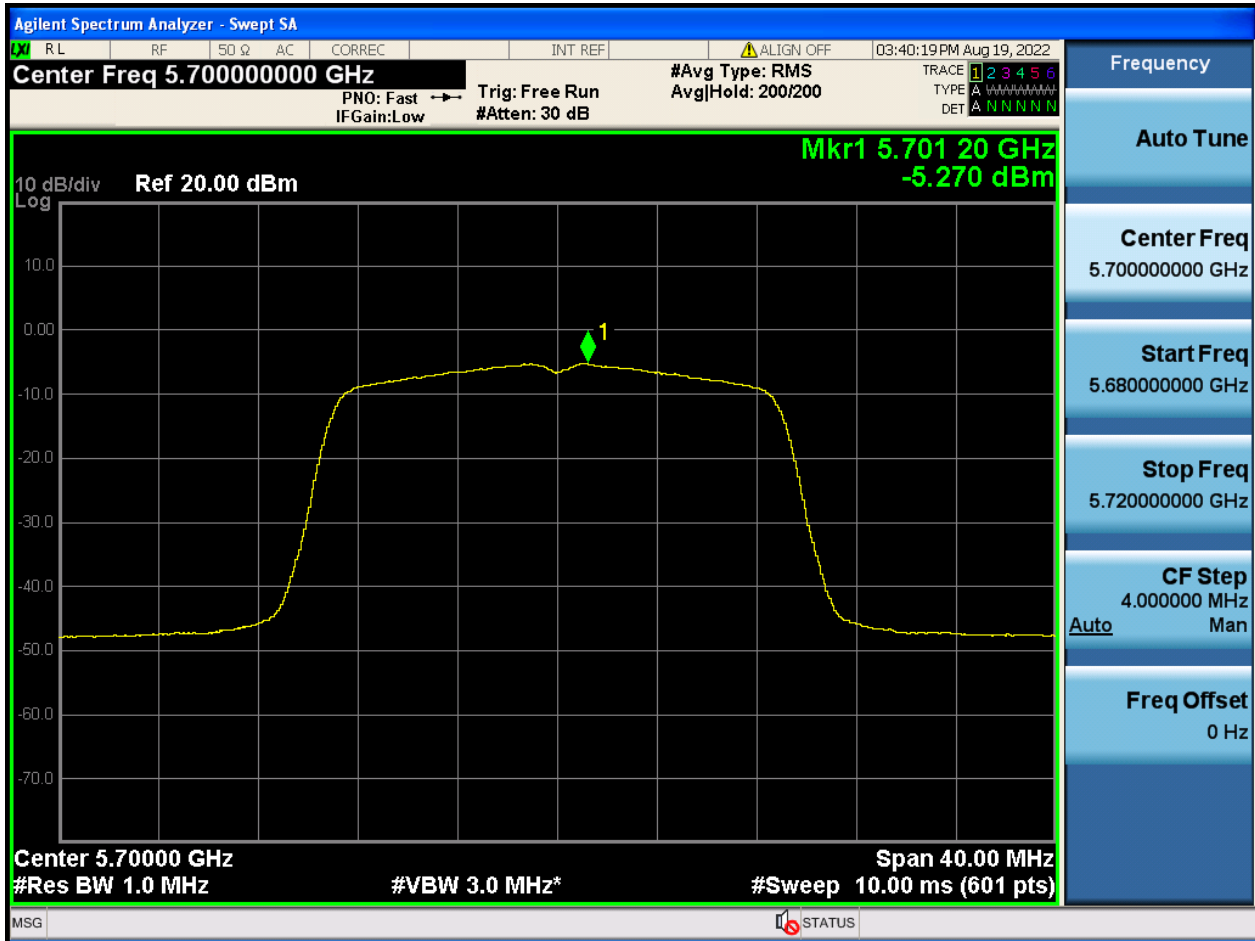 Agilent Spectrum Analyzer - Swept SA
LXI RL RF 50 Ω AC CORREC INT REF ALIGN OFF 03:40:19 PM Aug 19, 2022
Center Freq 5.700000000 GHz
PNO: Fast
IFGain:Low
Trig: Free Run
#Atten: 30 dB
#Avg Type: RMS
Avg|Hold: 200/200
TRACE 1 2 3 4 5 6
TYPE A WWWWWW
DET A N N N N N
Mkr1 5.701 20 GHz
-5.270 dBm
10 dB/div Ref 20.00 dBm
Log
10.0
0.00
-10.0
-20.0
-30.0
-40.0
-50.0
-60.0
-70.0
1
Center 5.70000 GHz Span 40.00 MHz
#Res BW 1.0 MHz #VBW 3.0 MHz* #Sweep 10.00 ms (601 pts)
MSG STATUS
Frequency
Auto Tune
Center Freq
5.700000000 GHz
Start Freq
5.680000000 GHz
Stop Freq
5.720000000 GHz
CF Step
4.000000 MHz
Auto Man
Freq Offset
0 Hz